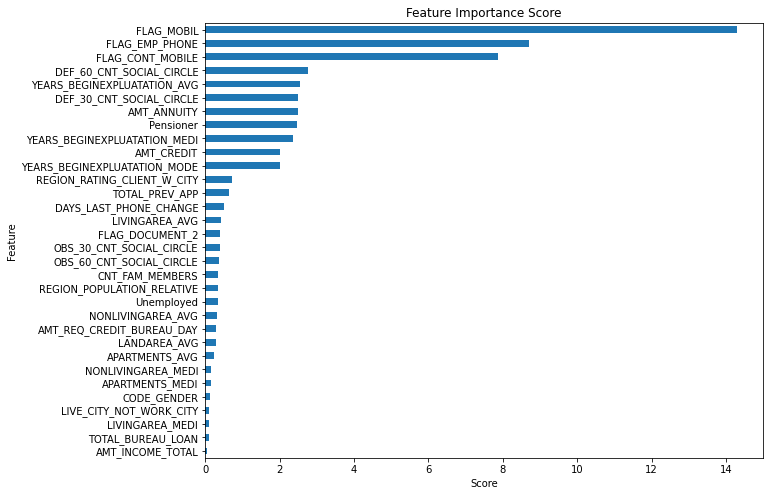 Feature Importance Score
FLAG_MOBIL
FLAG_EMP_PHONE
FLAG_CONT_MOBILE
DEF_60_CNT_SOCIAL_CIRCLE
YEARS_BEGINEXPLUATATION_AVG
DEF_30_CNT_SOCIAL_CIRCLE
AMT_ANNUITY
Pensioner
YEARS_BEGINEXPLUATATION_MEDI
AMT_CREDIT
YEARS_BEGINEXPLUATATION_MODE
REGION_RATING_CLIENT_W_CITY
TOTAL_PREV_APP
DAYS_LAST_PHONE_CHANGE
LIVINGAREA_AVG
FLAG_DOCUMENT_2
OBS_30_CNT_SOCIAL_CIRCLE
OBS_60_CNT_SOCIAL_CIRCLE
CNT_FAM_MEMBERS
REGION_POPULATION_RELATIVE
Unemployed
NONLIVINGAREA_AVG
AMT_REQ_CREDIT_BUREAU_DAY
LANDAREA_AVG
APARTMENTS_AVG
NONLIVINGAREA_MEDI
APARTMENTS_MEDI
CODE_GENDER
LIVE_CITY_NOT_WORK_CITY
LIVINGAREA_MEDI
TOTAL_BUREAU_LOAN
AMT_INCOME_TOTAL
Feature
0 2 4 6 8 10 12 14
Score